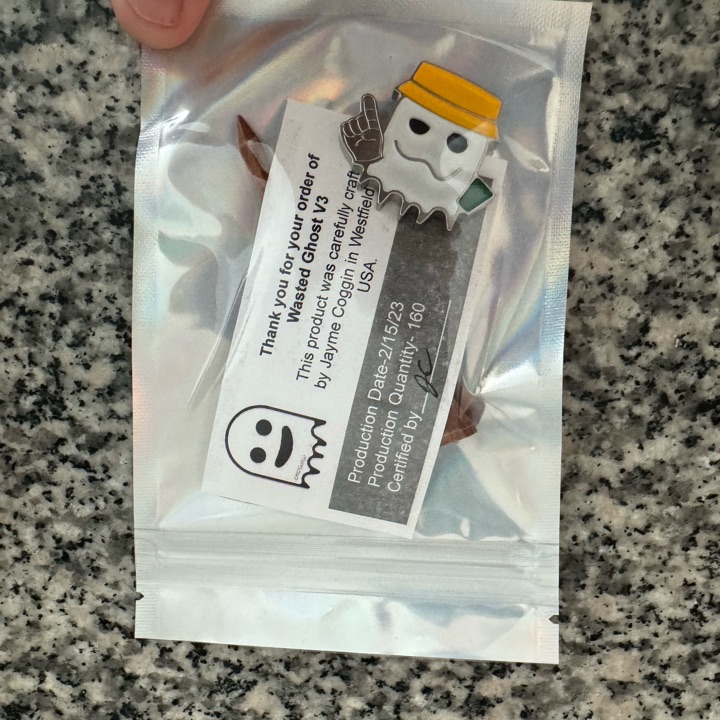 Thank you for your order of
Wasted Ghost V3
This product was carefully craft
by Jayme Coggin in Westfield
USA.
Production Date-2/15/23
Production Quantity- 160
Certified by JC